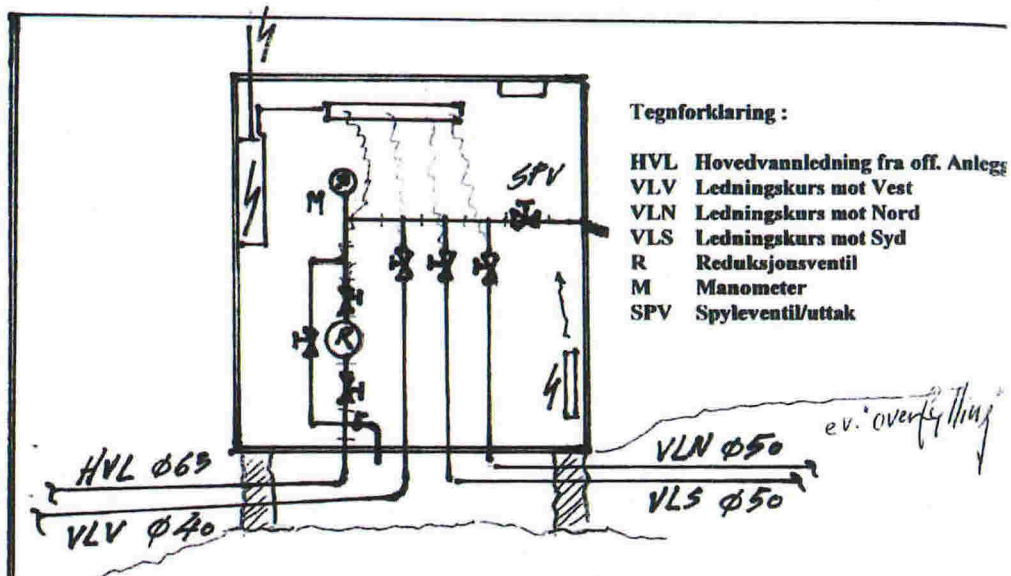 SPV
M
R
Tegnforklaring :
HVL Hovedvannledning fra off. Anlegg
VLV Ledningskurs mot Vest
VLN Ledningskurs mot Nord
VLS Ledningskurs mot Syd
R Reduksjonsventil
M Manometer
SPV Spyleventil/uttak
ev. "overfylling"
HVL Ø63
VLV Ø40
VLN Ø50
VLS Ø50